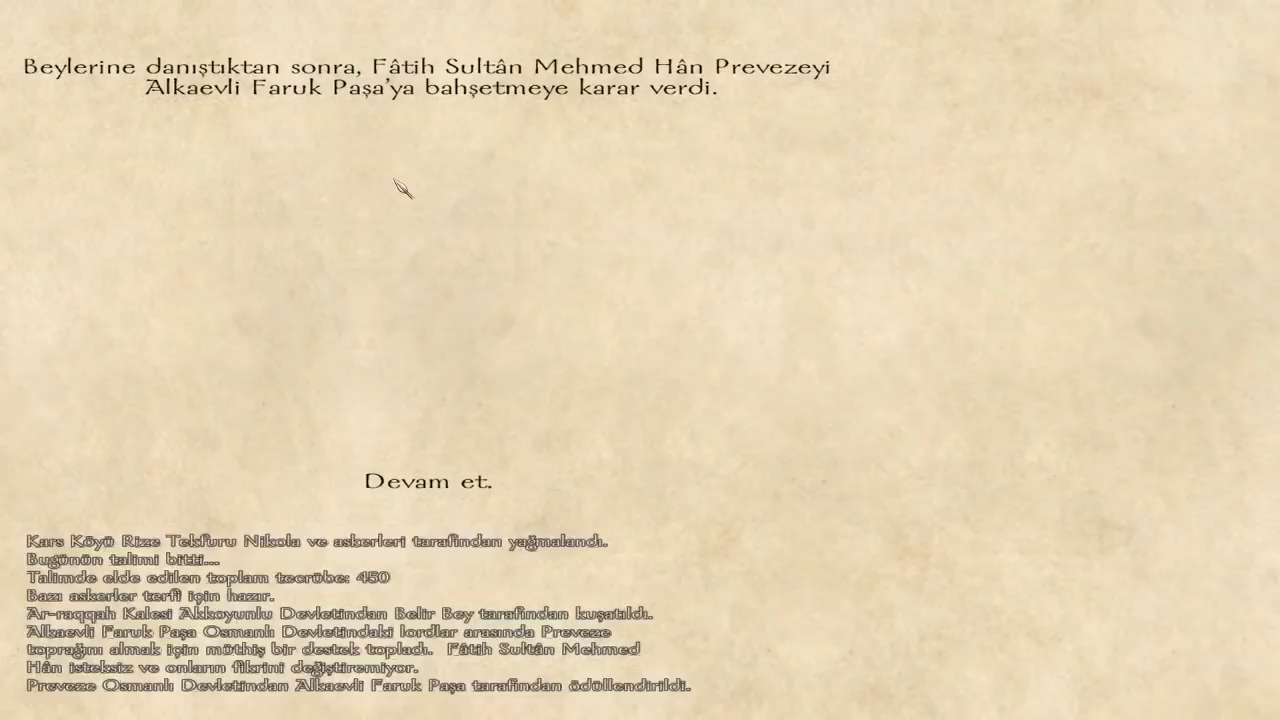 Beylerine danıştıktan sonra, Fâtih Sultân Mehmed Hân Prevezeyi
Alkaevli Faruk Paşa'ya bahşetmeye karar verdi.
Devam et.
Kars Köyü Rize Tekfuru Nikola ve askerleri tarafından yağmalandı.
Bugünün talimi bitti...
Talimde elde edilen toplam tecrübe: 450
Bazı askerler terfi için hazır.
Ar-raqqah Kalesi Akkoyunlu Devletindan Belir Bey tarafından kuşatıldı.
Alkaevli Faruk Paşa Osmanlı Devletindaki lordlar arasında Preveze
toprağını almak için müthiş bir destek topladı.  Fâtih Sultân Mehmed
Hân isteksiz ve onların fikrini değiştiremiyor.
Preveze Osmanlı Devletindan Alkaevli Faruk Paşa tarafından ödüllendirildi.